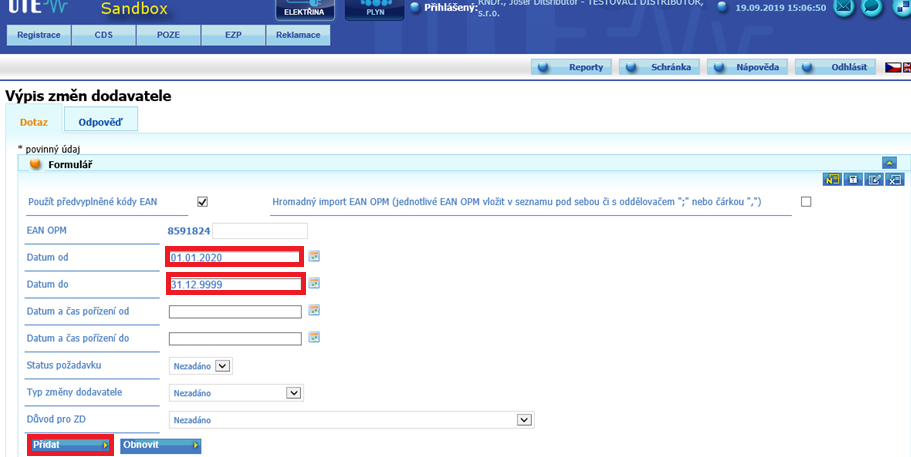 OTE
Sandbox
ELEKTŘINA
PLYN
Přihlášený:
RNDr., Josef Distributor - TESTOVACÍ DISTRIBUTOR, s.r.o.
19.09.2019 15:06:50
Registrace
CDS
POZE
EZP
Reklamace
Reporty
Schránka
Nápověda
Odhlásit
Výpis změn dodavatele
Dotaz
Odpověď
* povinný údaj
Formulář
Použít předvyplněné kódy EAN
Hromadný import EAN OPM (jednotlivé EAN OPM vložit v seznamu pod sebou či s oddělovačem ";" nebo čárkou ",")
EAN OPM
8591824
Datum od
01.01.2020
Datum do
31.12.9999
Datum a čas pořízení od
Datum a čas pořízení do
Status požadavku
Nezadáno
Typ změny dodavatele
Nezadáno
Důvod pro ZD
Nezadáno
Přidat
Obnovit